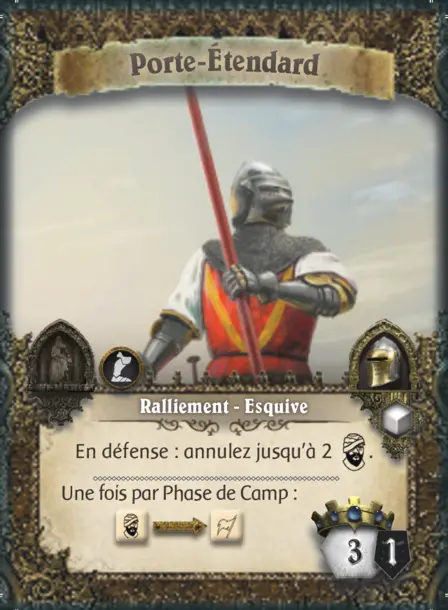 Porte-Étendard
Ralliement - Esquive
En défense : annulez jusqu'à 2 .
Une fois par Phase de Camp :
3 1